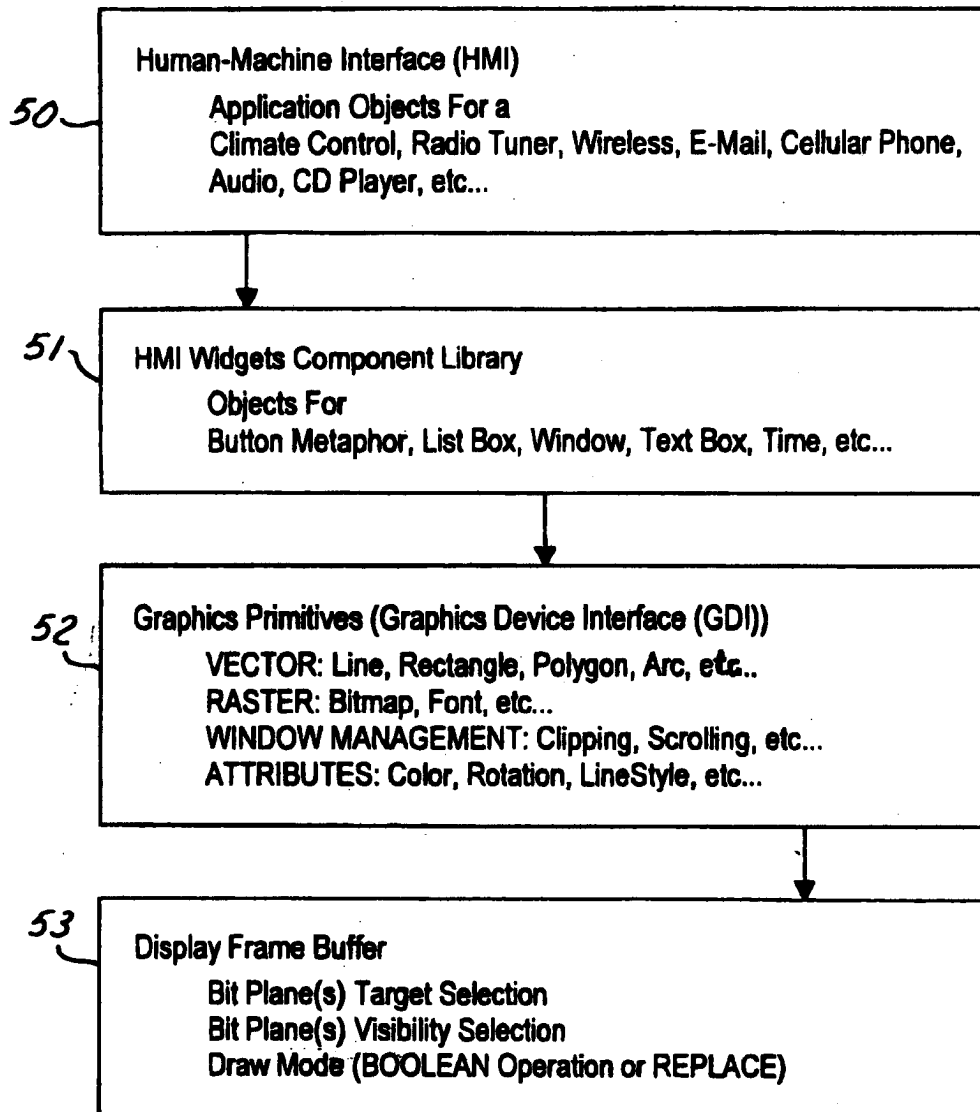 Human-Machine Interface (HMI)
50
Application Objects For a
Climate Control, Radio Tuner, Wireless, E-Mail, Cellular Phone,
Audio, CD Player, etc...
51
HMI Widgets Component Library
Objects For
Button Metaphor, List Box, Window, Text Box, Time, etc...
52
Graphics Primitives (Graphics Device Interface (GDI))
VECTOR: Line, Rectangle, Polygon, Arc, etc..
RASTER: Bitmap, Font, etc...
WINDOW MANAGEMENT: Clipping, Scrolling, etc...
ATTRIBUTES: Color, Rotation, LineStyle, etc...
53
Display Frame Buffer
Bit Plane(s) Target Selection
Bit Plane(s) Visibility Selection
Draw Mode (BOOLEAN Operation or REPLACE)